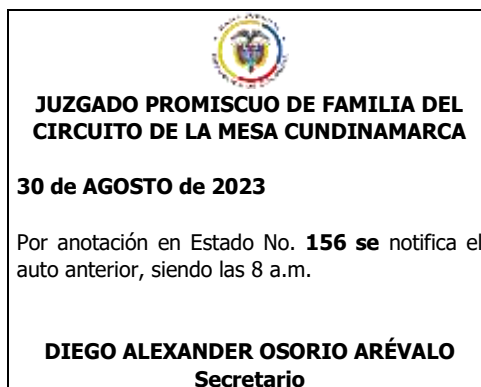 JUZGADO PROMISCUO DE FAMILIA DEL
CIRCUITO DE LA MESA CUNDINAMARCA
30 de AGOSTO de 2023
Por anotación en Estado No. 156 se notifica el
auto anterior, siendo las 8 a.m.
DIEGO ALEXANDER OSORIO ARÉVALO
Secretario